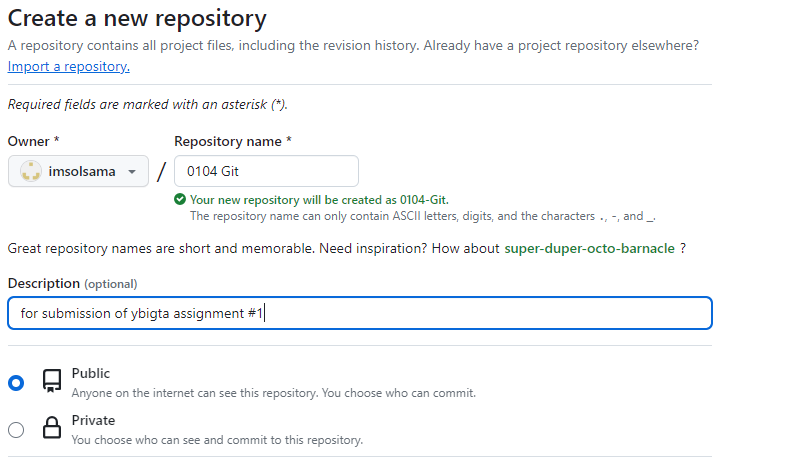 Create a new repository
A repository contains all project files, including the revision history. Already have a project repository elsewhere?
Import a repository.
Required fields are marked with an asterisk (*).
Owner * Repository name *
imsolsama / 0104 Git
Your new repository will be created as 0104-Git.
The repository name can only contain ASCII letters, digits, and the characters ., -, and _.
Great repository names are short and memorable. Need inspiration? How about super-duper-octo-barnacle ?
Description (optional)
for submission of ybigta assignment #1
Public
Anyone on the internet can see this repository. You choose who can commit.
Private
You choose who can see and commit to this repository.